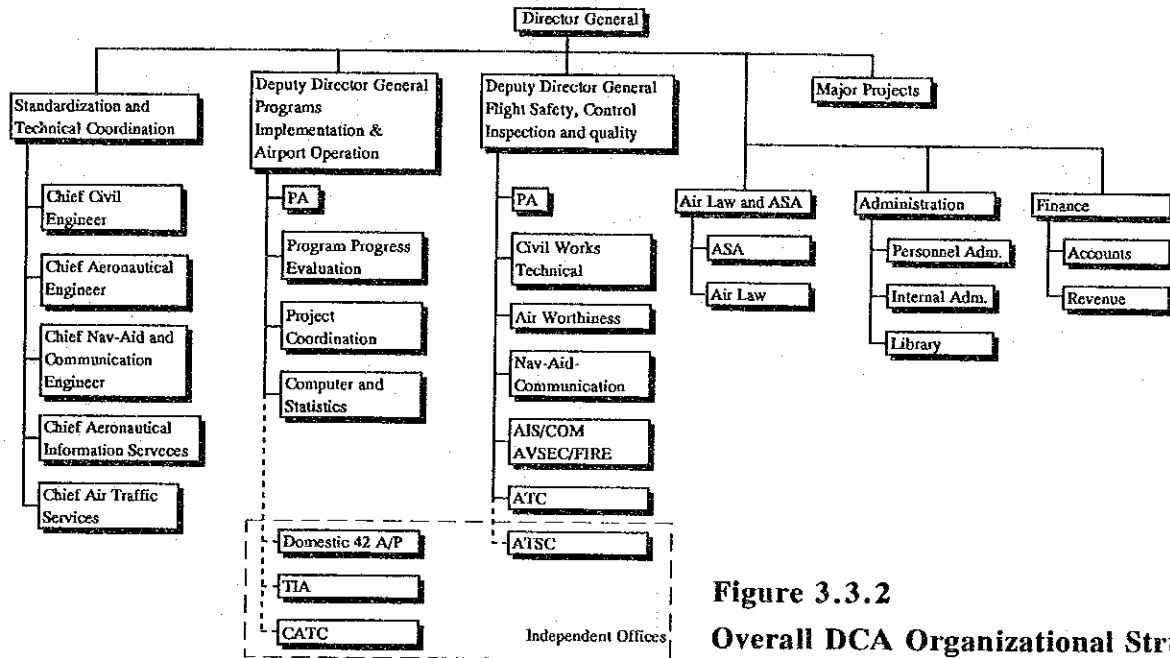 Director General
Standardization and
Technical Coordination
Chief Civil
Engineer
Chief Aeronautical
Engineer
Chief Nav-Aid and
Communication
Engineer
Chief Aeronautical
Information Serveces
Chief Air Traffic
Services
Deputy Director General
Programs
Implementation &
Airport Operation
PA
Program Progress
Evaluation
Project
Coordination
Computer and
Statistics
Domestic 42 A/P
TIA
CATC
Deputy Director General
Flight Safety, Control
Inspection and quality
PA
Civil Works
Technical
Air Worthiness
Nav-Aid-
Communication
AIS/COM
AVSEC/FIRE
ATC
ATSC
Independent Offices
Major Projects
Air Law and ASA
ASA
Air Law
Administration
Personnel Adm.
Internal Adm.
Library
Finance
Accounts
Revenue
Figure 3.3.2
Overall DCA Organizational Str